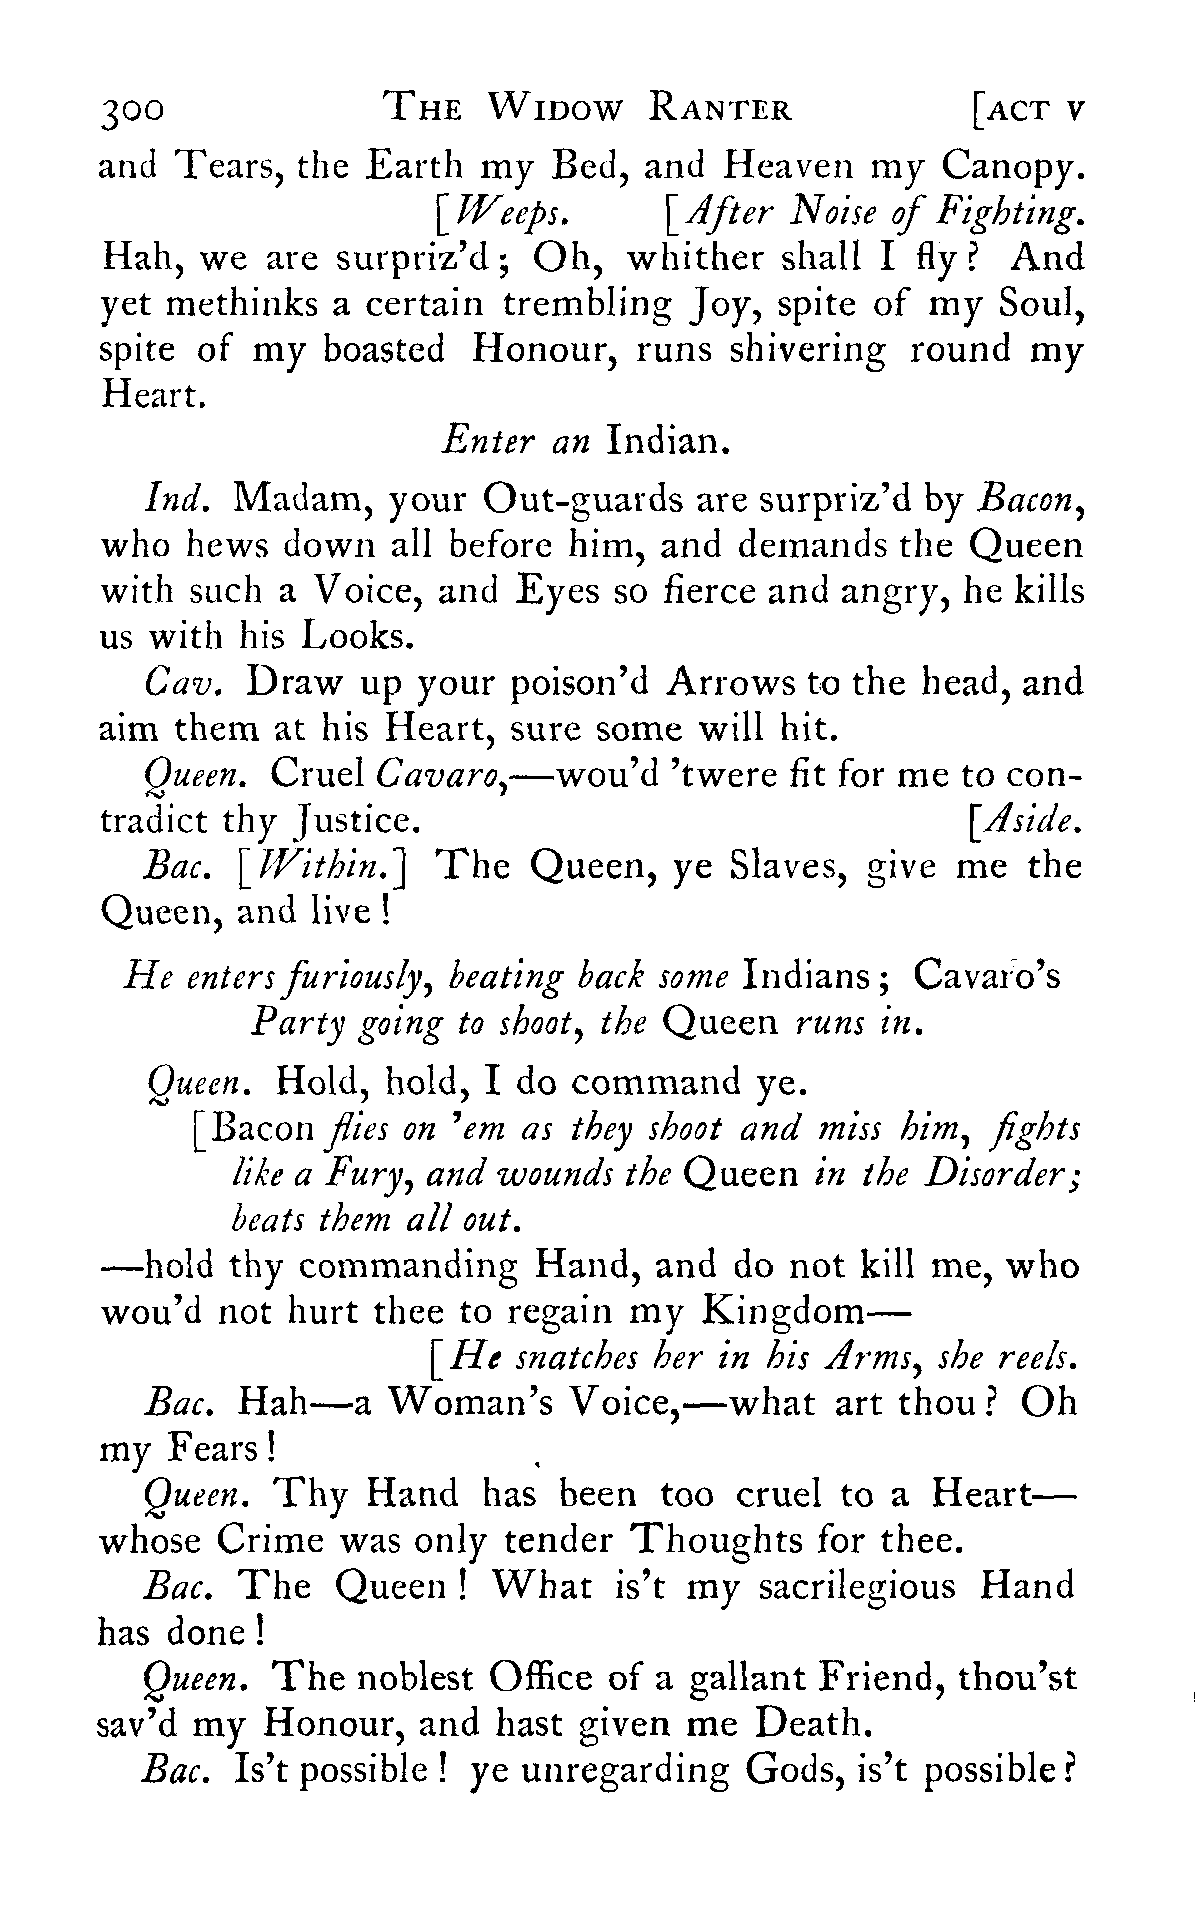 300 THE WIDOW RANTER [ACT V
and Tears, the Earth my Bed, and Heaven my Canopy.
[Weeps. [After Noise of Fighting.
Hah, we are surpriz'd; Oh, whither shall I fly? And
yet methinks a certain trembling Joy, spite of my Soul,
spite of my boasted Honour, runs shivering round my
Heart.
Enter an Indian.
Ind. Madam, your Out-guards are surpriz'd by Bacon,
who hews down all before him, and demands the Queen
with such a Voice, and Eyes so fierce and angry, he kills
us with his Looks.
Cav. Draw up your poison'd Arrows to the head, and
aim them at his Heart, sure some will hit.
Queen. Cruel Cavaro,—wou'd 'twere fit for me to con-
tradict thy Justice. [Aside.
Bac. [Within.] The Queen, ye Slaves, give me the
Queen, and live!
He enters furiously, beating back some Indians; Cavaro's
Party going to shoot, the Queen runs in.
Queen. Hold, hold, I do command ye.
[Bacon flies on 'em as they shoot and miss him, fights
like a Fury, and wounds the Queen in the Disorder;
beats them all out.
—hold thy commanding Hand, and do not kill me, who
wou'd not hurt thee to regain my Kingdom—
[He snatches her in his Arms, she reels.
Bac. Hah—a Woman's Voice,—what art thou? Oh
my Fears!
Queen. Thy Hand has been too cruel to a Heart—
whose Crime was only tender Thoughts for thee.
Bac. The Queen! What is't my sacrilegious Hand
has done!
Queen. The noblest Office of a gallant Friend, thou'st
sav'd my Honour, and hast given me Death.
Bac. Is't possible! ye unregarding Gods, is't possible?